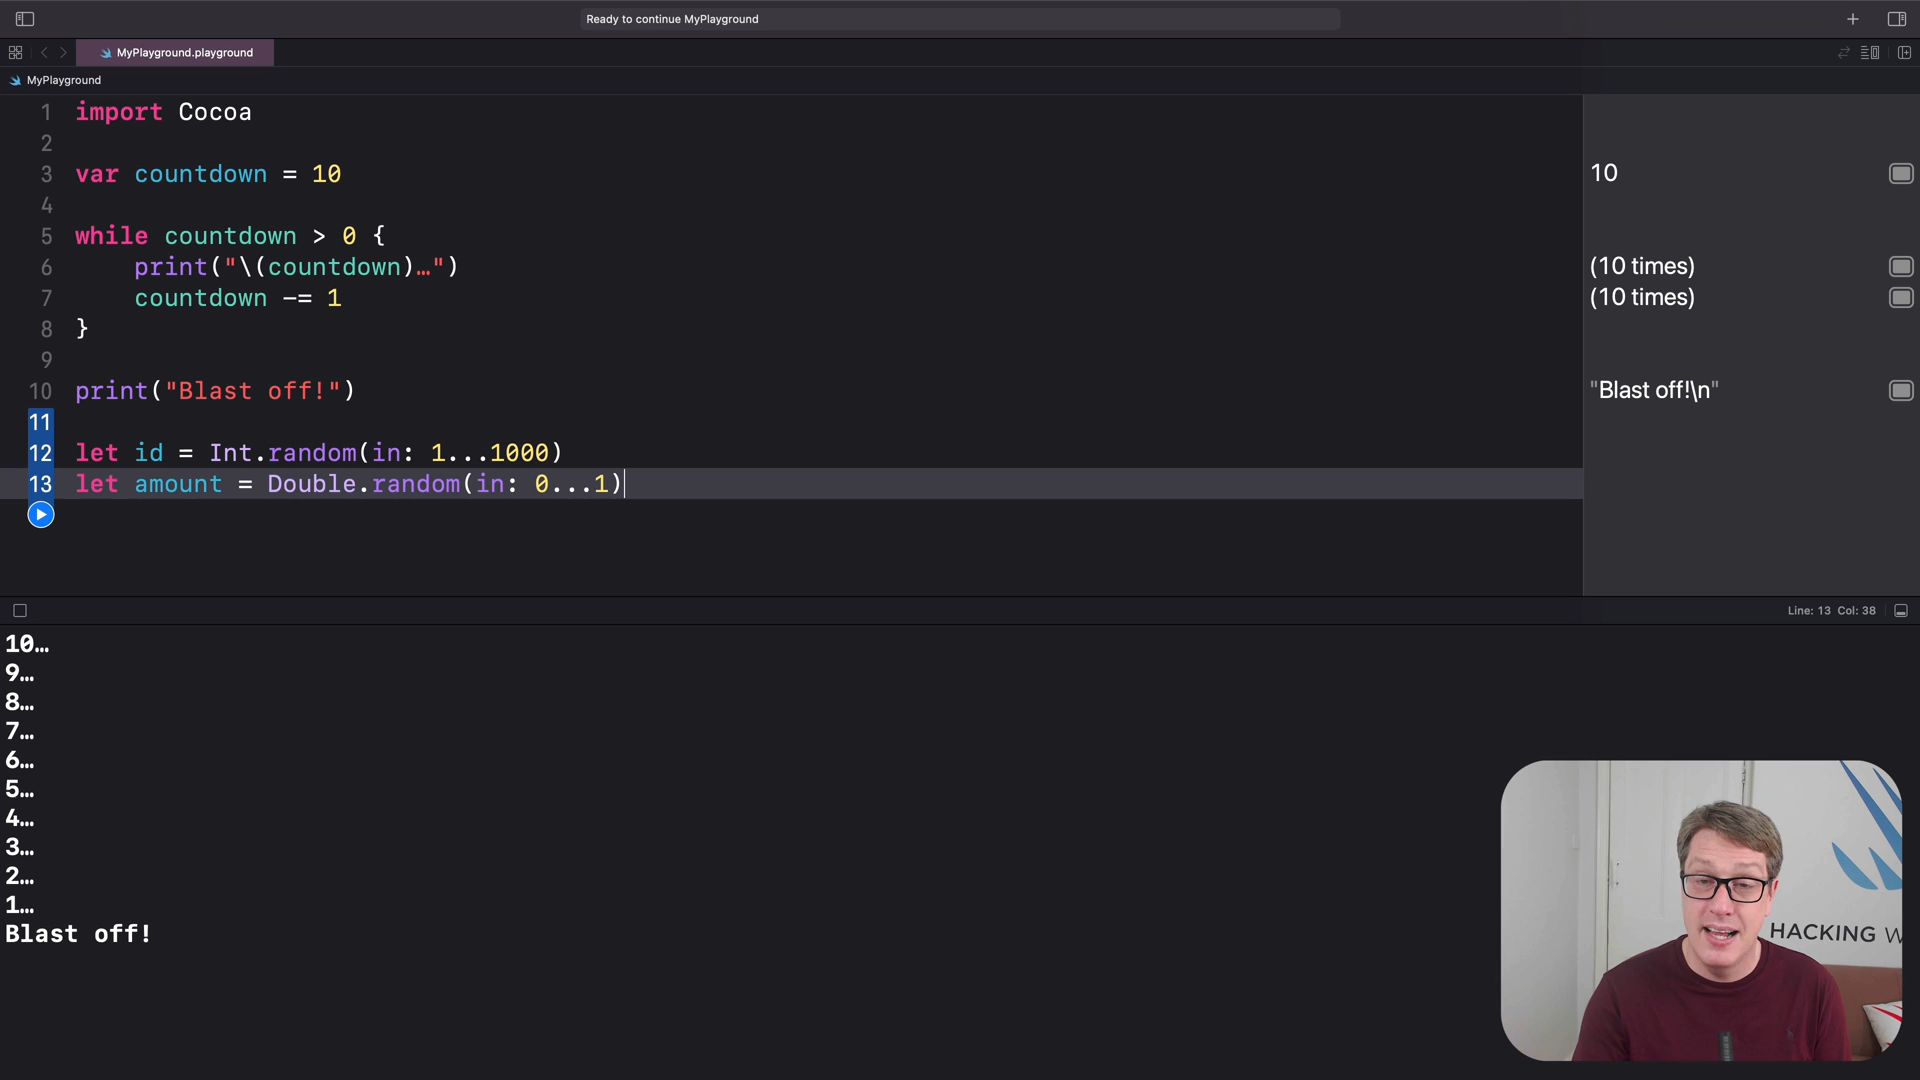 Ready to continue MyPlayground
MyPlayground.playground
MyPlayground
1 import Cocoa
2
3 var countdown = 10
4
5 while countdown > 0 {
6 print("\(countdown)…")
7 countdown -= 1
8 }
9
10 print("Blast off!")
11
12 let id = Int.random(in: 1...1000)
13 let amount = Double.random(in: 0...1)
10
(10 times)
(10 times)
"Blast off!\n"
Line: 13 Col: 38
10…
9…
8…
7…
6…
5…
4…
3…
2…
1…
Blast off!
HACKING W